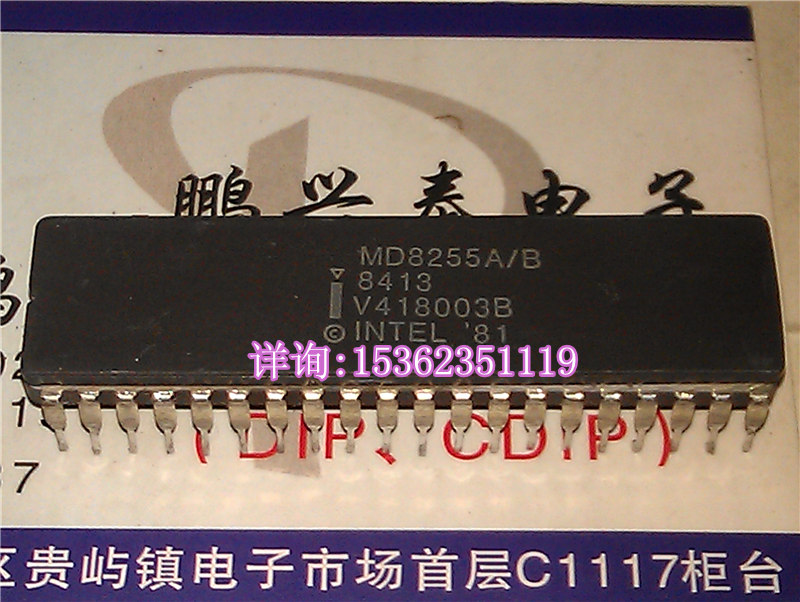 鹏兴泰电子
MD8255A/B
8413
V418003B
© INTEL '81
详询:15362351119
(DIP、CDIP)
7
区贵屿镇电子市场首层C1117柜台